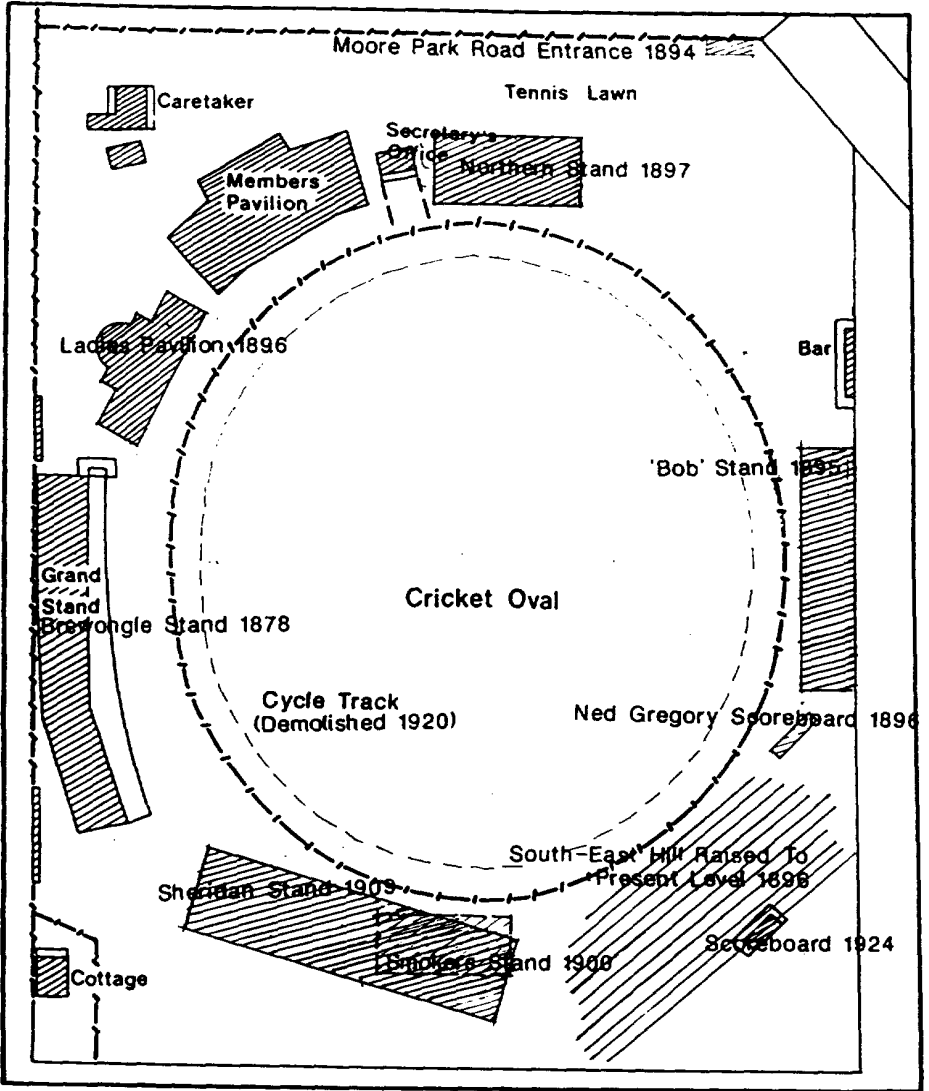 Moore Park Road Entrance 1894
Tennis Lawn
Caretaker
Secretary's
Office
Northern Stand 1897
Members
Pavilion
Ladies Pavilion 1896
Bar
'Bob' Stand 1895
Grand
Stand
Brewongle Stand 1878
Cricket Oval
Cycle Track
(Demolished 1920)
Ned Gregory Scoreboard 1896
South-East Hill Raised To
Present Level 1896
Sheridan Stand 1909
Scoreboard 1924
Smokers Stand 1900
Cottage